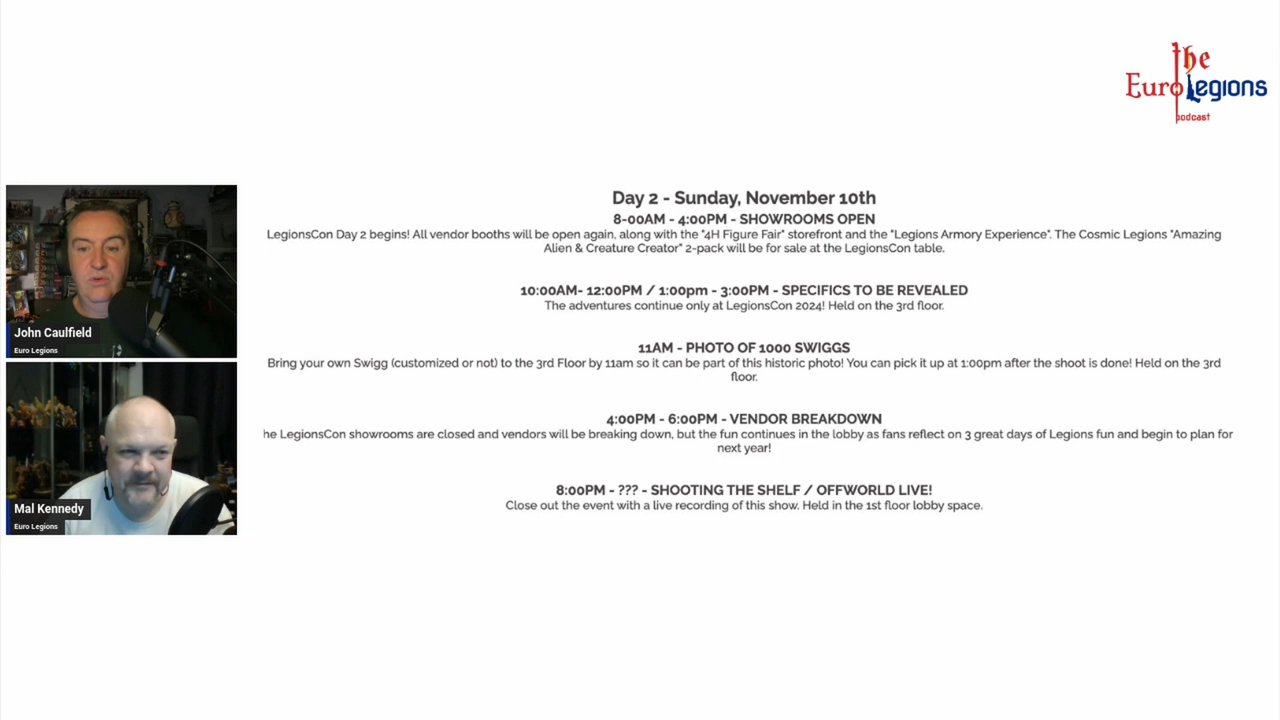 the
EuroLegions
podcast
Day 2 - Sunday, November 10th
8-00AM - 4:00PM - SHOWROOMS OPEN
LegionsCon Day 2 begins! All vendor booths will be open again, along with the "4H Figure Fair" storefront and the "Legions Armory Experience". The Cosmic Legions "Amazing
Alien & Creature Creator" 2-pack will be for sale at the LegionsCon table.
10:00AM- 12:00PM / 1:00pm - 3:00PM - SPECIFICS TO BE REVEALED
The adventures continue only at LegionsCon 2024! Held on the 3rd floor.
11AM - PHOTO OF 1000 SWIGGS
Bring your own Swigg (customized or not) to the 3rd Floor by 11am so it can be part of this historic photo! You can pick it up at 1:00pm after the shoot is done! Held on the 3rd
floor.
4:00PM - 6:00PM - VENDOR BREAKDOWN
he LegionsCon showrooms are closed and vendors will be breaking down, but the fun continues in the lobby as fans reflect on 3 great days of Legions fun and begin to plan for
next year!
8:00PM - ??? - SHOOTING THE SHELF / OFFWORLD LIVE!
Close out the event with a live recording of this show. Held in the 1st floor lobby space.
John Caulfield
Euro Legions
Mal Kennedy
Euro Legions